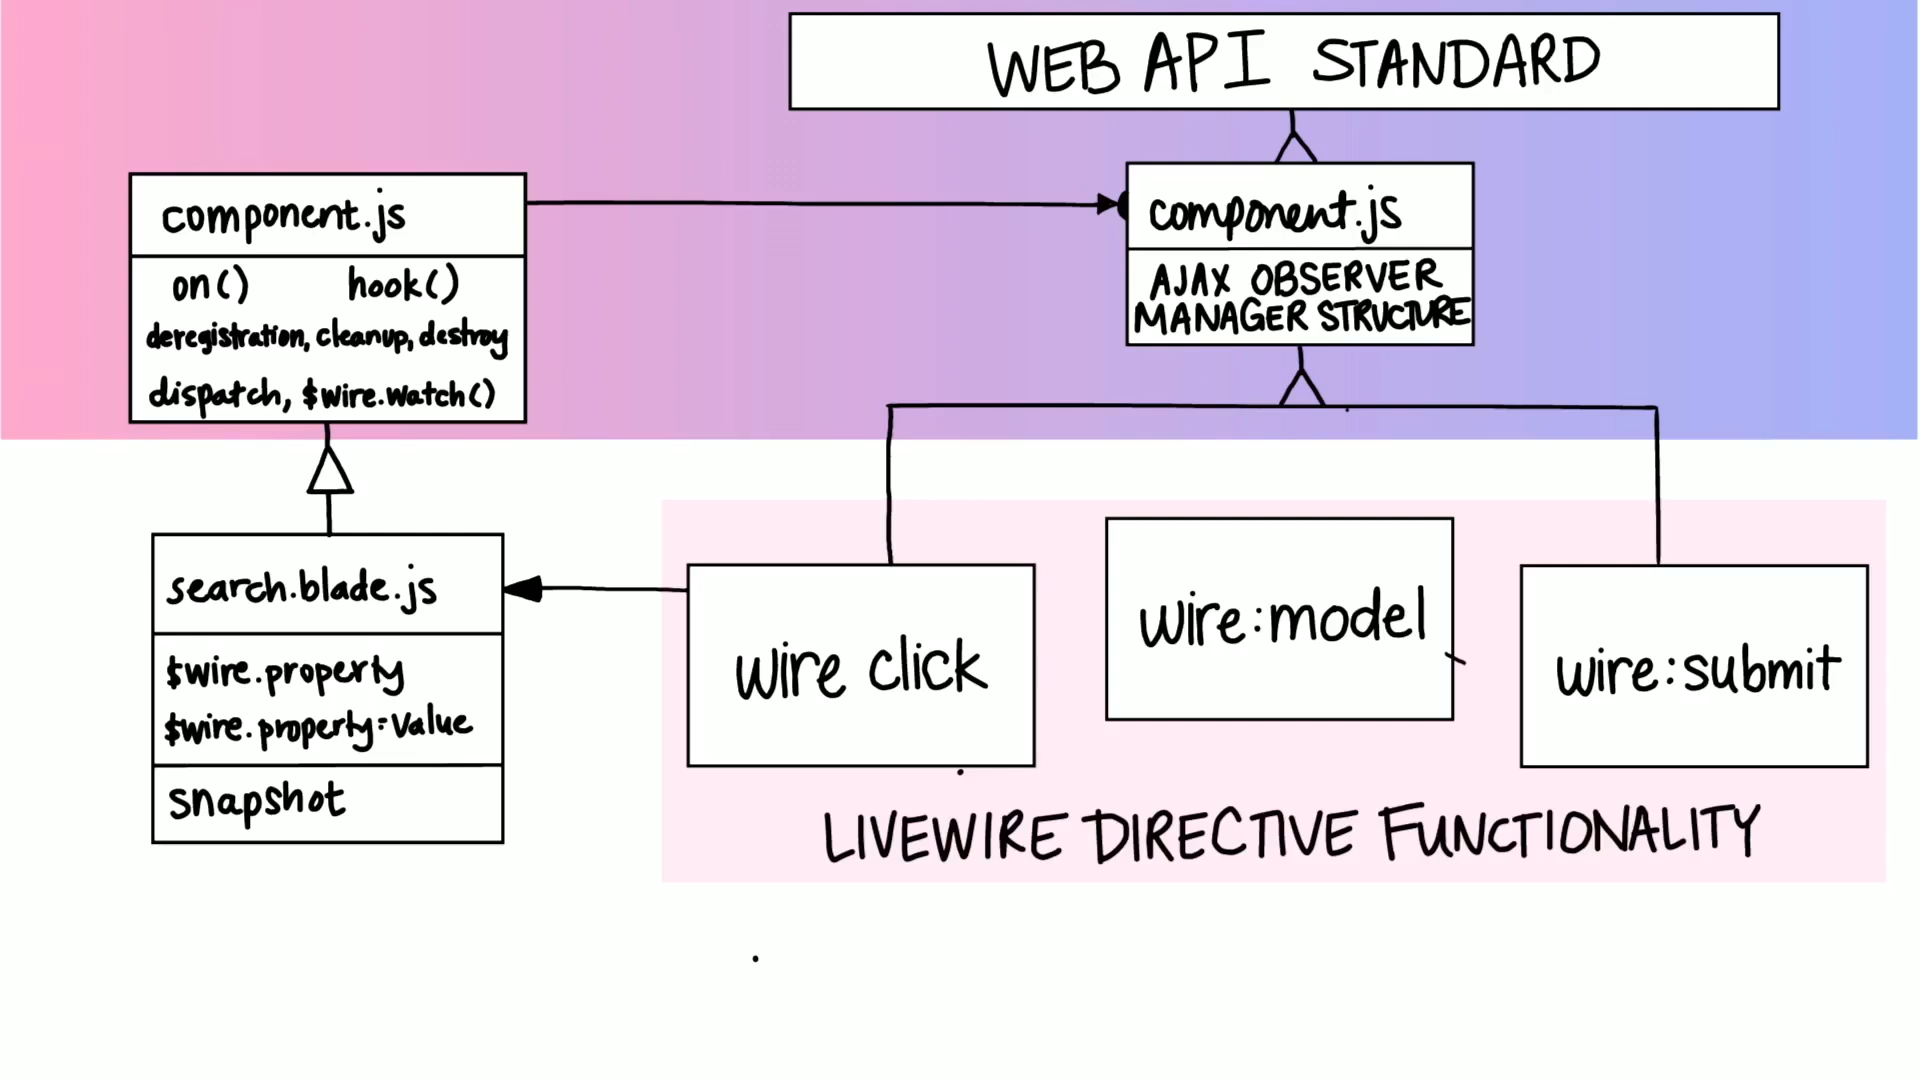 WEB API STANDARD
component.js
on() hook()
deregistration, cleanup, destroy
dispatch, $wire.watch()
component.js
AJAX OBSERVER
MANAGER STRUCTURE
search.blade.js
$wire.property
$wire.property=Value
snapshot
wire click
wire:model
wire:submit
LIVEWIRE DIRECTIVE FUNCTIONALITY